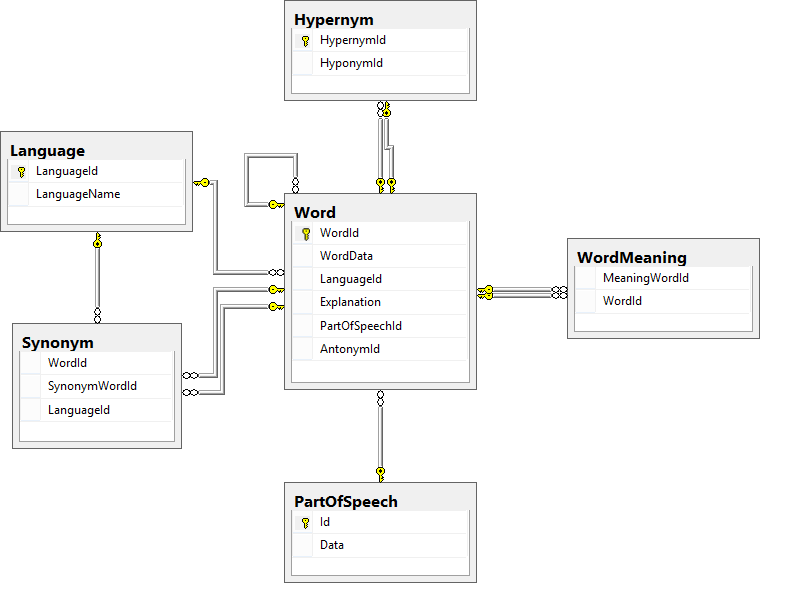 Hypernym
HypernymId
HyponymId
Language
LanguageId
LanguageName
Word
WordId
WordData
LanguageId
Explanation
PartOfSpeechId
AntonymId
WordMeaning
MeaningWordId
WordId
Synonym
WordId
SynonymWordId
LanguageId
PartOfSpeech
Id
Data